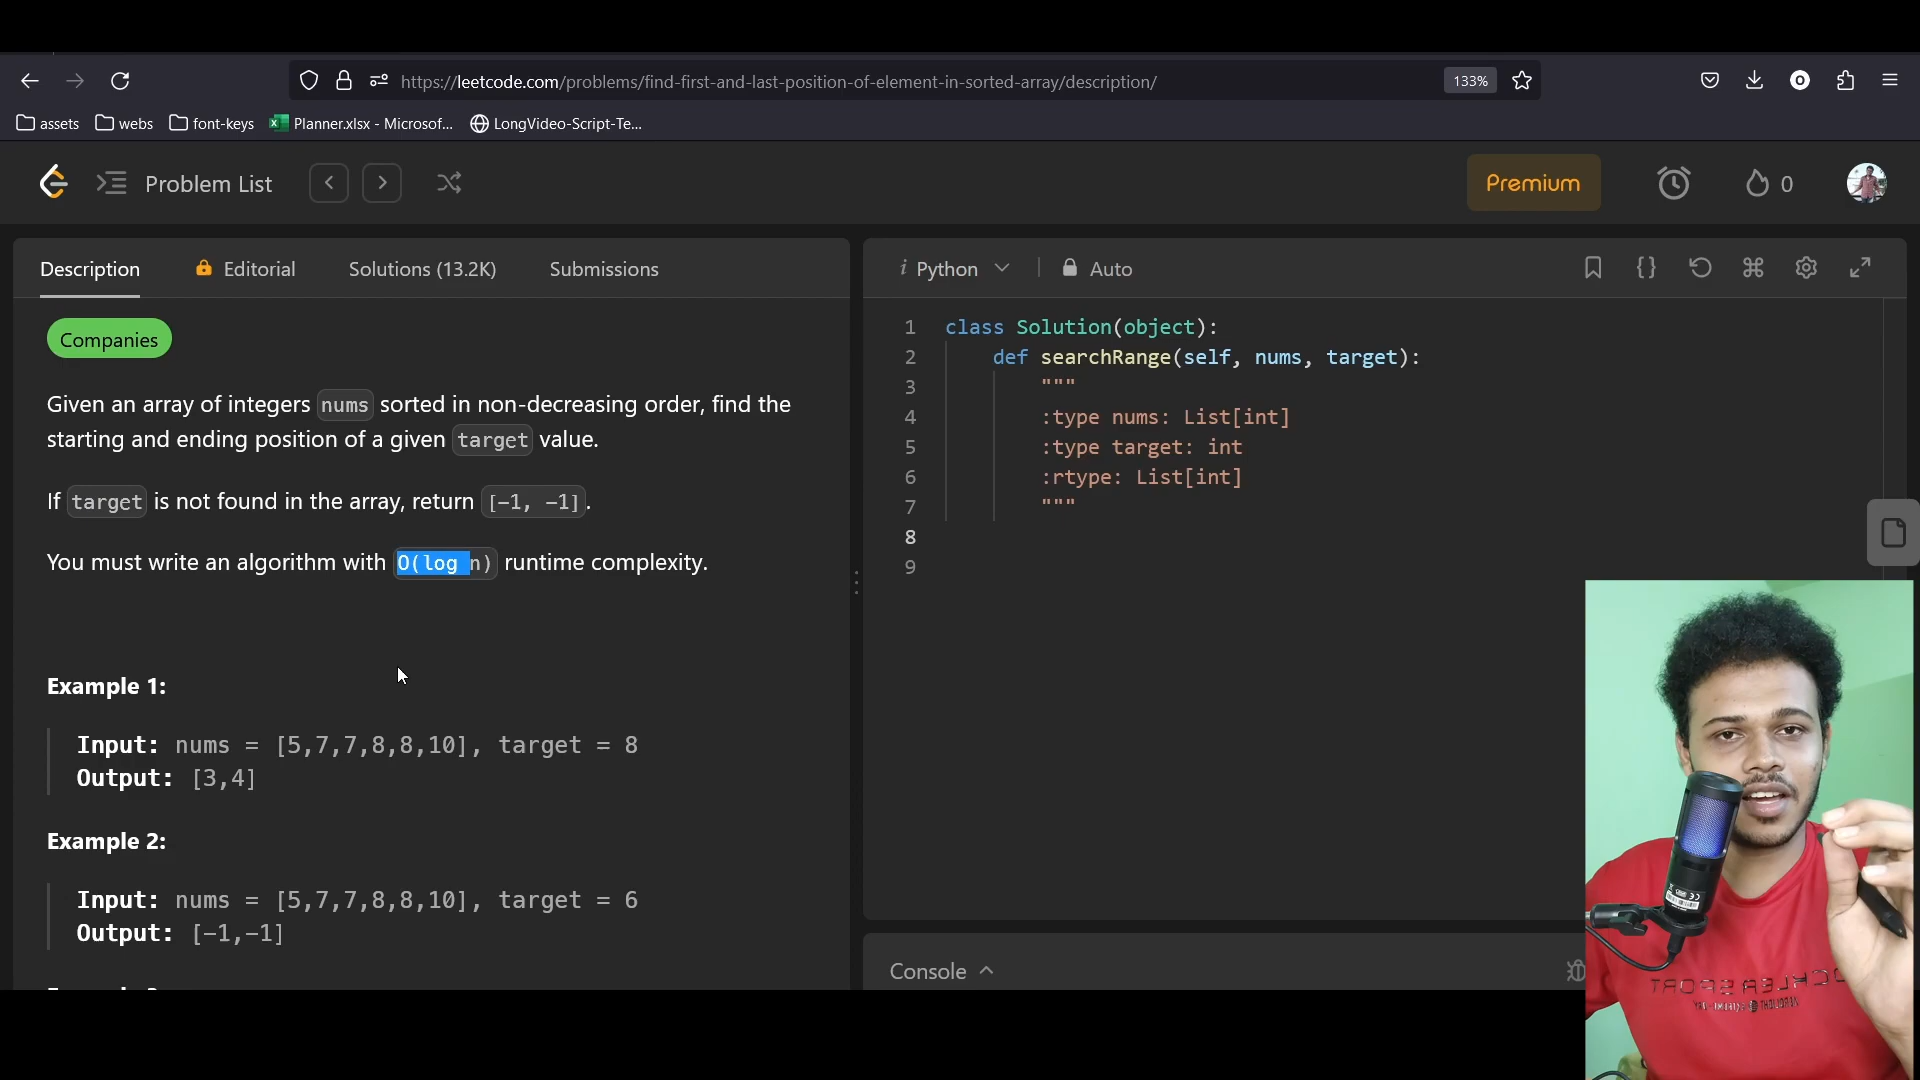 https://leetcode.com/problems/find-first-and-last-position-of-element-in-sorted-array/description/
133%
assets
webs
font-keys
Planner.xlsx - Microsof...
LongVideo-Script-Te...
Problem List
Premium
0
Description
Editorial
Solutions (13.2K)
Submissions
Companies
Given an array of integers nums sorted in non-decreasing order, find the
starting and ending position of a given target value.
If target is not found in the array, return [-1, -1].
You must write an algorithm with O(log n) runtime complexity.
Example 1:
Input: nums = [5,7,7,8,8,10], target = 8
Output: [3,4]
Example 2:
Input: nums = [5,7,7,8,8,10], target = 6
Output: [-1,-1]
i Python
Auto
1 class Solution(object):
2 def searchRange(self, nums, target):
3 """
4 :type nums: List[int]
5 :type target: int
6 :rtype: List[int]
7 """
8
9
Console